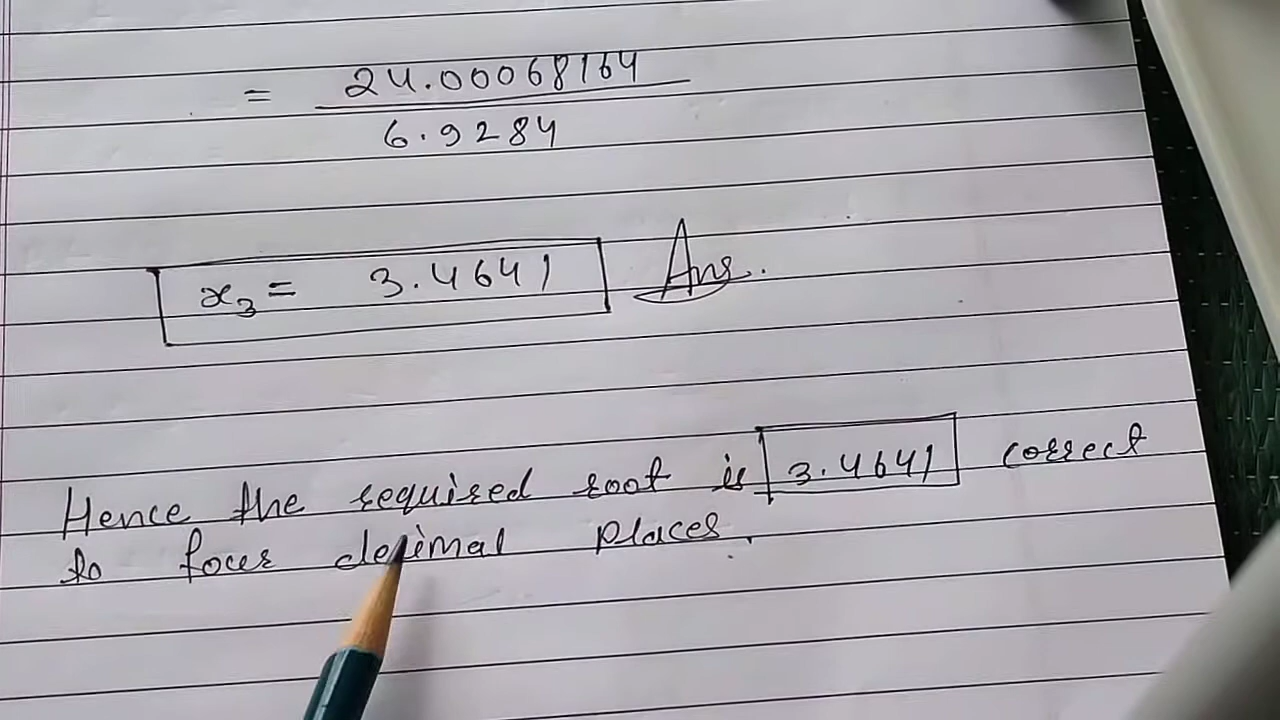 = 24.00068164
6.9284
x₃ = 3.4641 Ans.
Hence the required root is 3.4641 correct
to four decimal places.